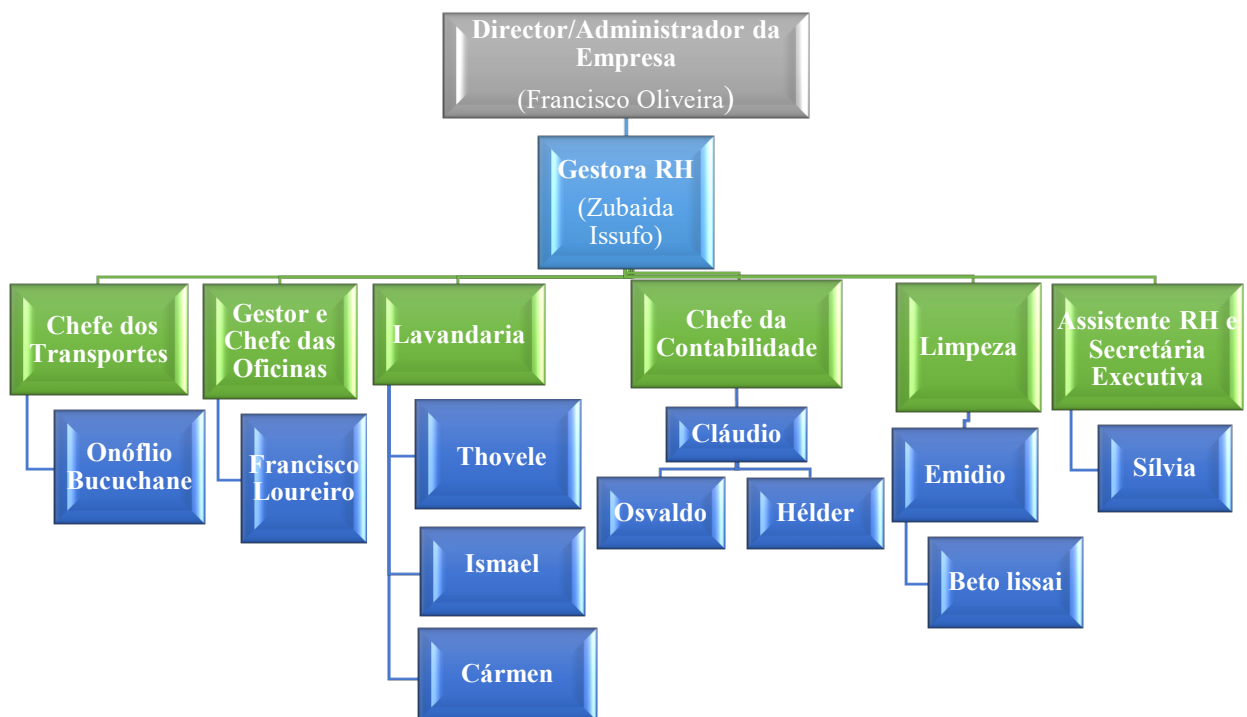 Director/Administrador da
Empresa
(Francisco Oliveira)
Gestora RH
(Zubaida
Issufo)
Chefe dos
Transportes
Gestor e
Chefe das
Oficinas
Lavandaria
Chefe da
Contabilidade
Limpeza
Assistente RH e
Secretária
Executiva
Onóflio
Bucuchane
Francisco
Loureiro
Thovele
Ismael
Cármen
Cláudio
Osvaldo
Hélder
Emidio
Beto lissai
Sílvia